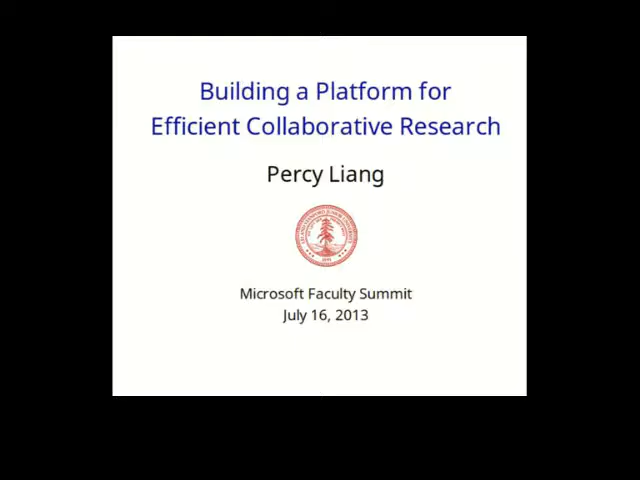 Building a Platform for
Efficient Collaborative Research
Percy Liang
Microsoft Faculty Summit
July 16, 2013